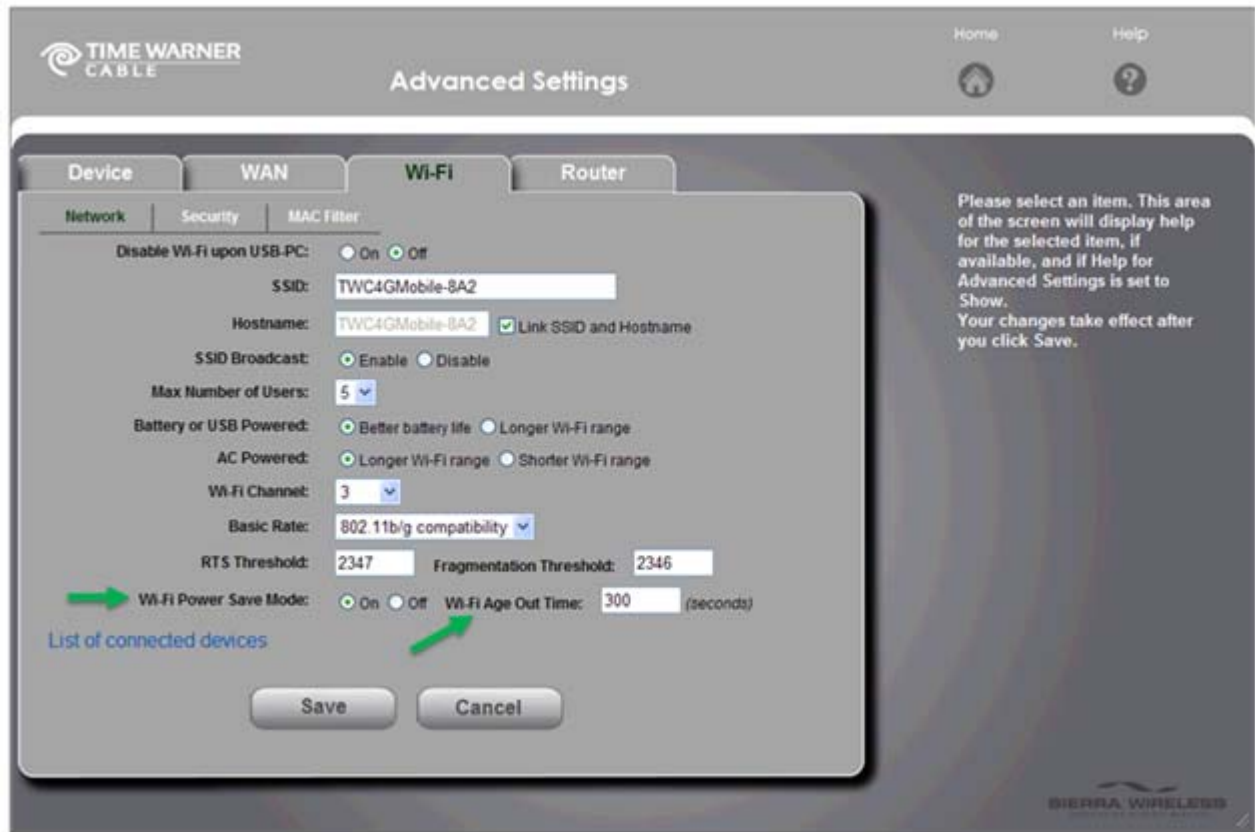 TIME WARNER
CABLE
Advanced Settings
Home
Help
?
Device
WAN
Wi-Fi
Router
Network
Security
MAC Filter
Disable Wi-Fi upon USB-PC:
On
Off
SSID:
TWC4GMobile-8A2
Hostname:
TWC4GMobile-8A2
Link SSID and Hostname
SSID Broadcast:
Enable
Disable
Max Number of Users:
5
Battery or USB Powered:
Better battery life
Longer Wi-Fi range
AC Powered:
Longer Wi-Fi range
Shorter Wi-Fi range
Wi-Fi Channel:
3
Basic Rate:
802.11b/g compatibility
RTS Threshold:
2347
Fragmentation Threshold:
2346
Wi-Fi Power Save Mode:
On
Off
Wi-Fi Age Out Time:
300
(seconds)
List of connected devices
Save
Cancel
Please select an item. This area
of the screen will display help
for the selected item, if
available, and if Help for
Advanced Settings is set to
Show.
Your changes take effect after
you click Save.
SIERRA WIRELESS